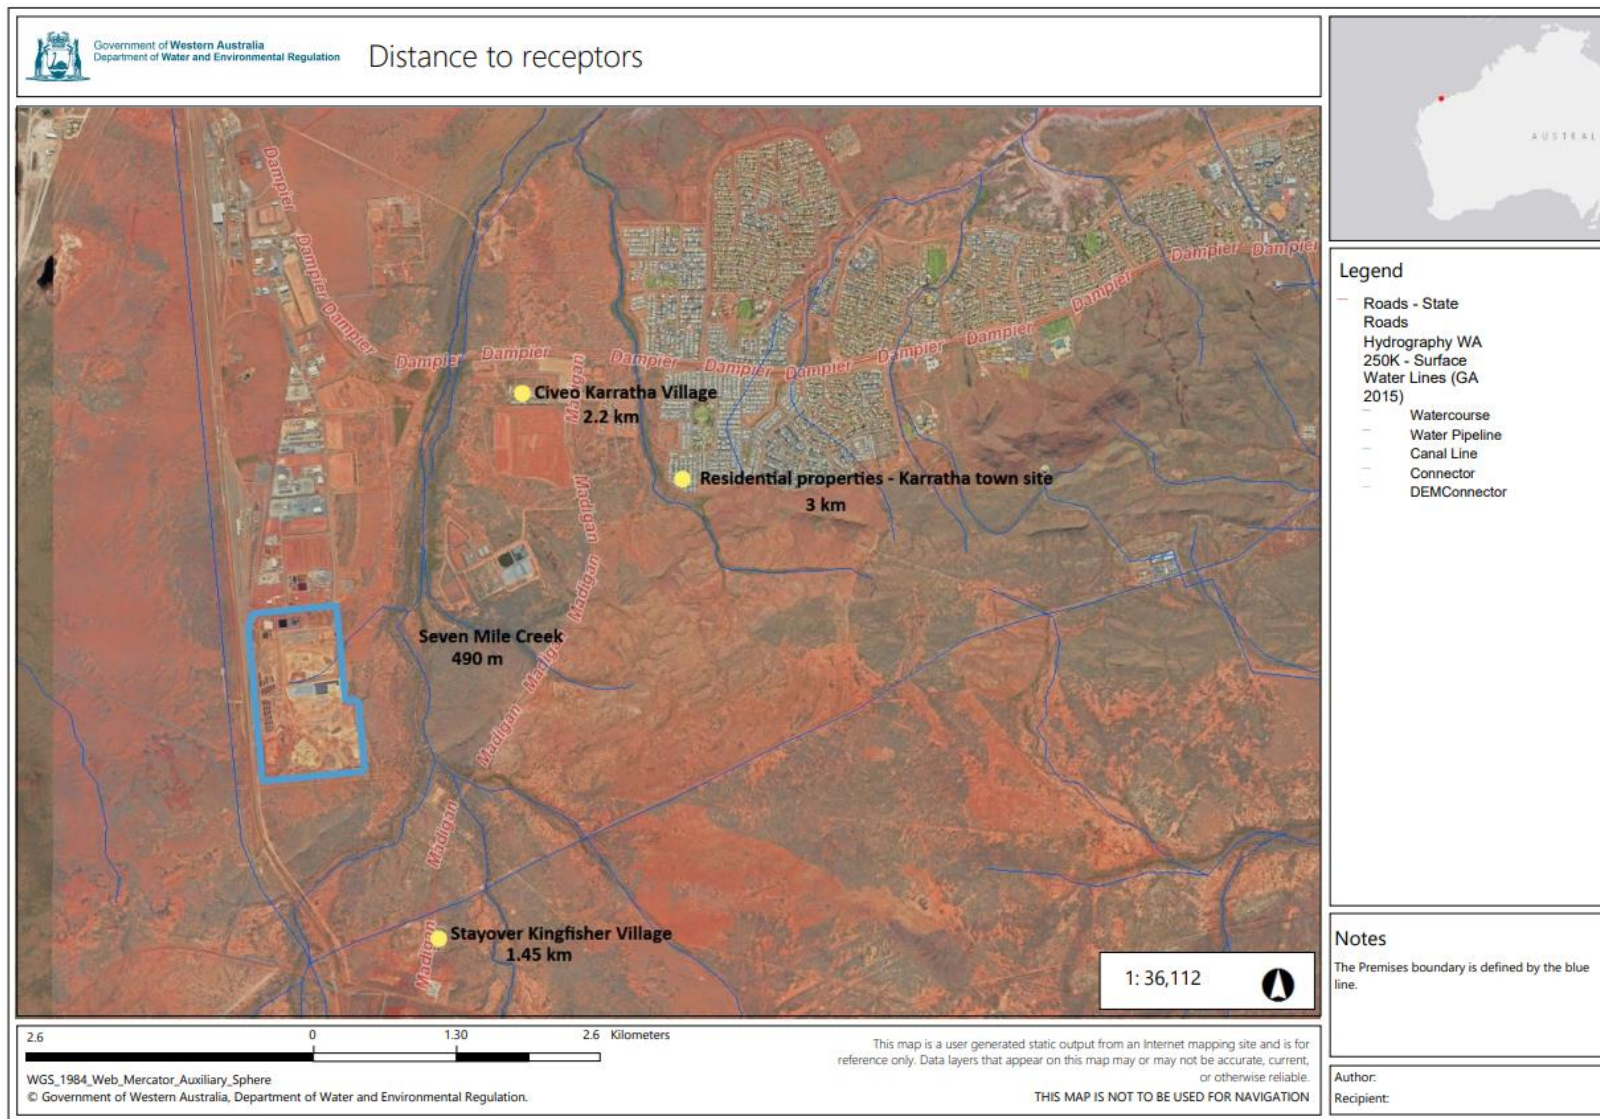 Government of Western Australia
Department of Water and Environmental Regulation
Distance to receptors
AUSTRAL
Dampier
Dampier
Dampier
Dampier
Dampier
Dampier
Dampier
Dampier
Dampier
Dampier
Dampier
Dampier
Dampier
Madigan
Civeo Karratha Village
2.2 km
Residential properties - Karratha town site
3 km
Madigan
Madigan
Seven Mile Creek
490 m
Madigan
Madigan
Madigan
Madigan
Stayover Kingfisher Village
1.45 km
1: 36,112
Legend
Roads - State
Roads
Hydrography WA
250K - Surface
Water Lines (GA
2015)
Watercourse
Water Pipeline
Canal Line
Connector
DEMConnector
Notes
The Premises boundary is defined by the blue
line.
2.6 0 1.30 2.6 Kilometers
WGS_1984_Web_Mercator_Auxiliary_Sphere
© Government of Western Australia, Department of Water and Environmental Regulation.
This map is a user generated static output from an Internet mapping site and is for
reference only. Data layers that appear on this map may or may not be accurate, current,
or otherwise reliable.
THIS MAP IS NOT TO BE USED FOR NAVIGATION
Author:
Recipient: